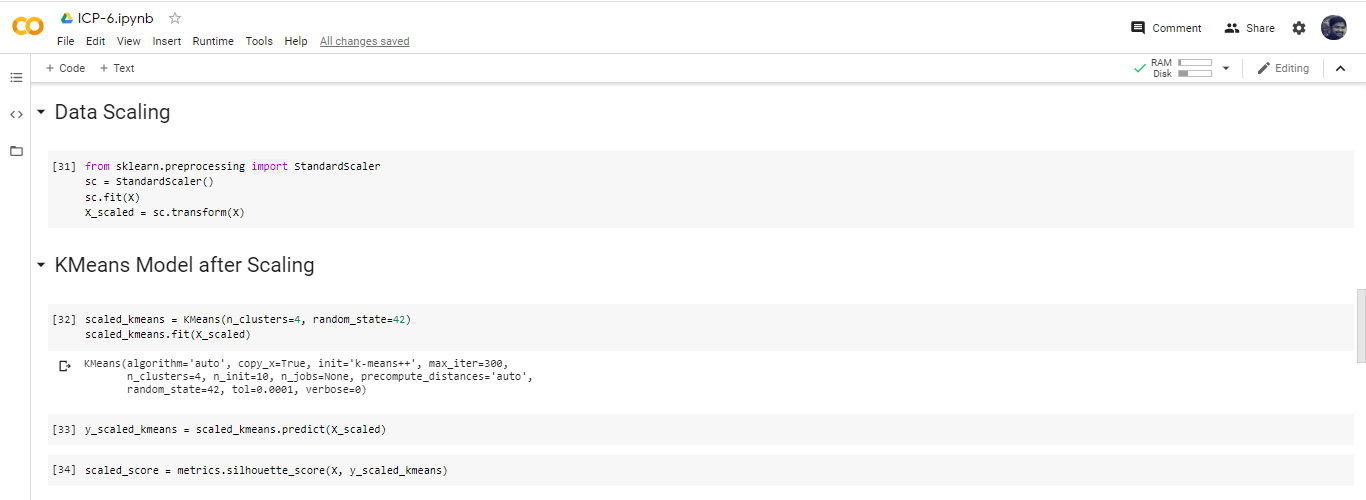 ICP-6.ipynb
File Edit View Insert Runtime Tools Help All changes saved
Comment Share
+ Code + Text
RAM
Disk
Editing
Data Scaling
[31] from sklearn.preprocessing import StandardScaler
sc = StandardScaler()
sc.fit(X)
X_scaled = sc.transform(X)
KMeans Model after Scaling
[32] scaled_kmeans = KMeans(n_clusters=4, random_state=42)
scaled_kmeans.fit(X_scaled)
KMeans(algorithm='auto', copy_x=True, init='k-means++', max_iter=300,
n_clusters=4, n_init=10, n_jobs=None, precompute_distances='auto',
random_state=42, tol=0.0001, verbose=0)
[33] y_scaled_kmeans = scaled_kmeans.predict(X_scaled)
[34] scaled_score = metrics.silhouette_score(X, y_scaled_kmeans)